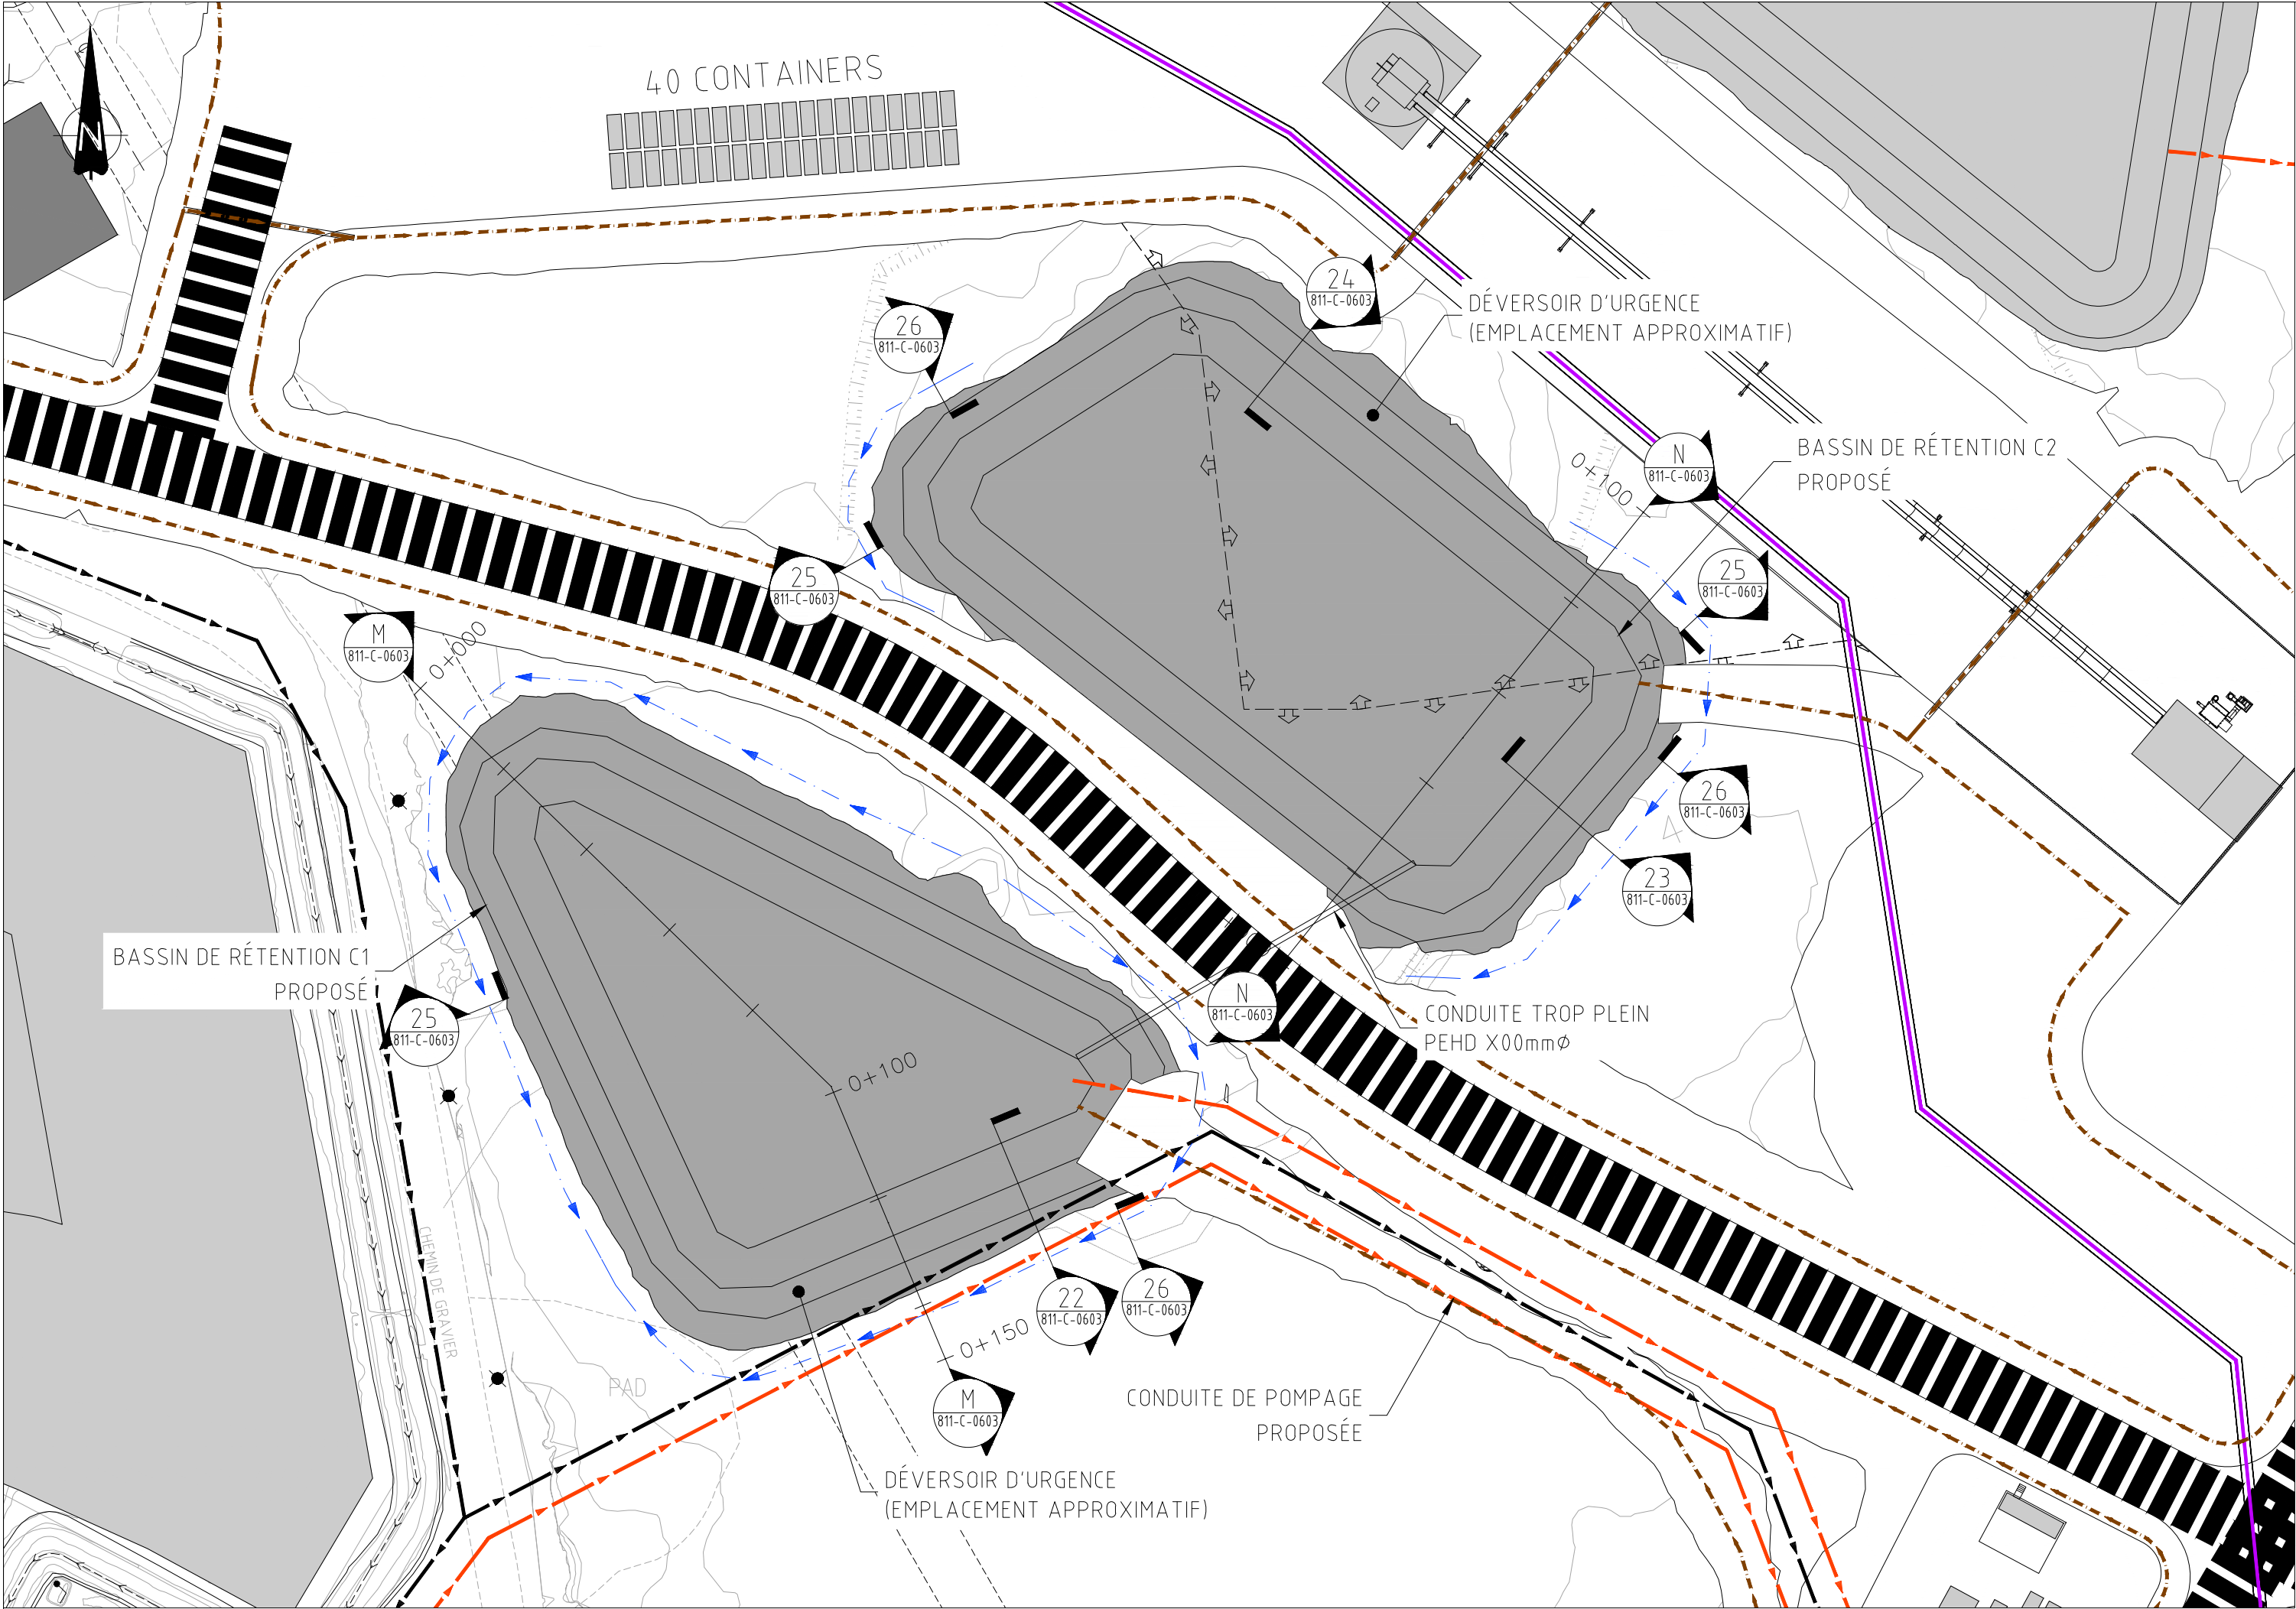 N
40 CONTAINERS
24
811-C-0603
DÉVERSOIR D'URGENCE
(EMPLACEMENT APPROXIMATIF)
26
811-C-0603
N
811-C-0603
0+100
BASSIN DE RÉTENTION C2
PROPOSÉ
25
811-C-0603
25
811-C-0603
M
811-C-0603
0+000
26
811-C-0603
23
811-C-0603
BASSIN DE RÉTENTION C1
PROPOSÉ
25
811-C-0603
N
811-C-0603
CONDUITE TROP PLEIN
PEHD X00mmØ
0+100
CHEMIN DE GRAVIER
22
811-C-0603
26
811-C-0603
0+150
PAD
M
811-C-0603
CONDUITE DE POMPAGE
PROPOSÉE
DÉVERSOIR D'URGENCE
(EMPLACEMENT APPROXIMATIF)